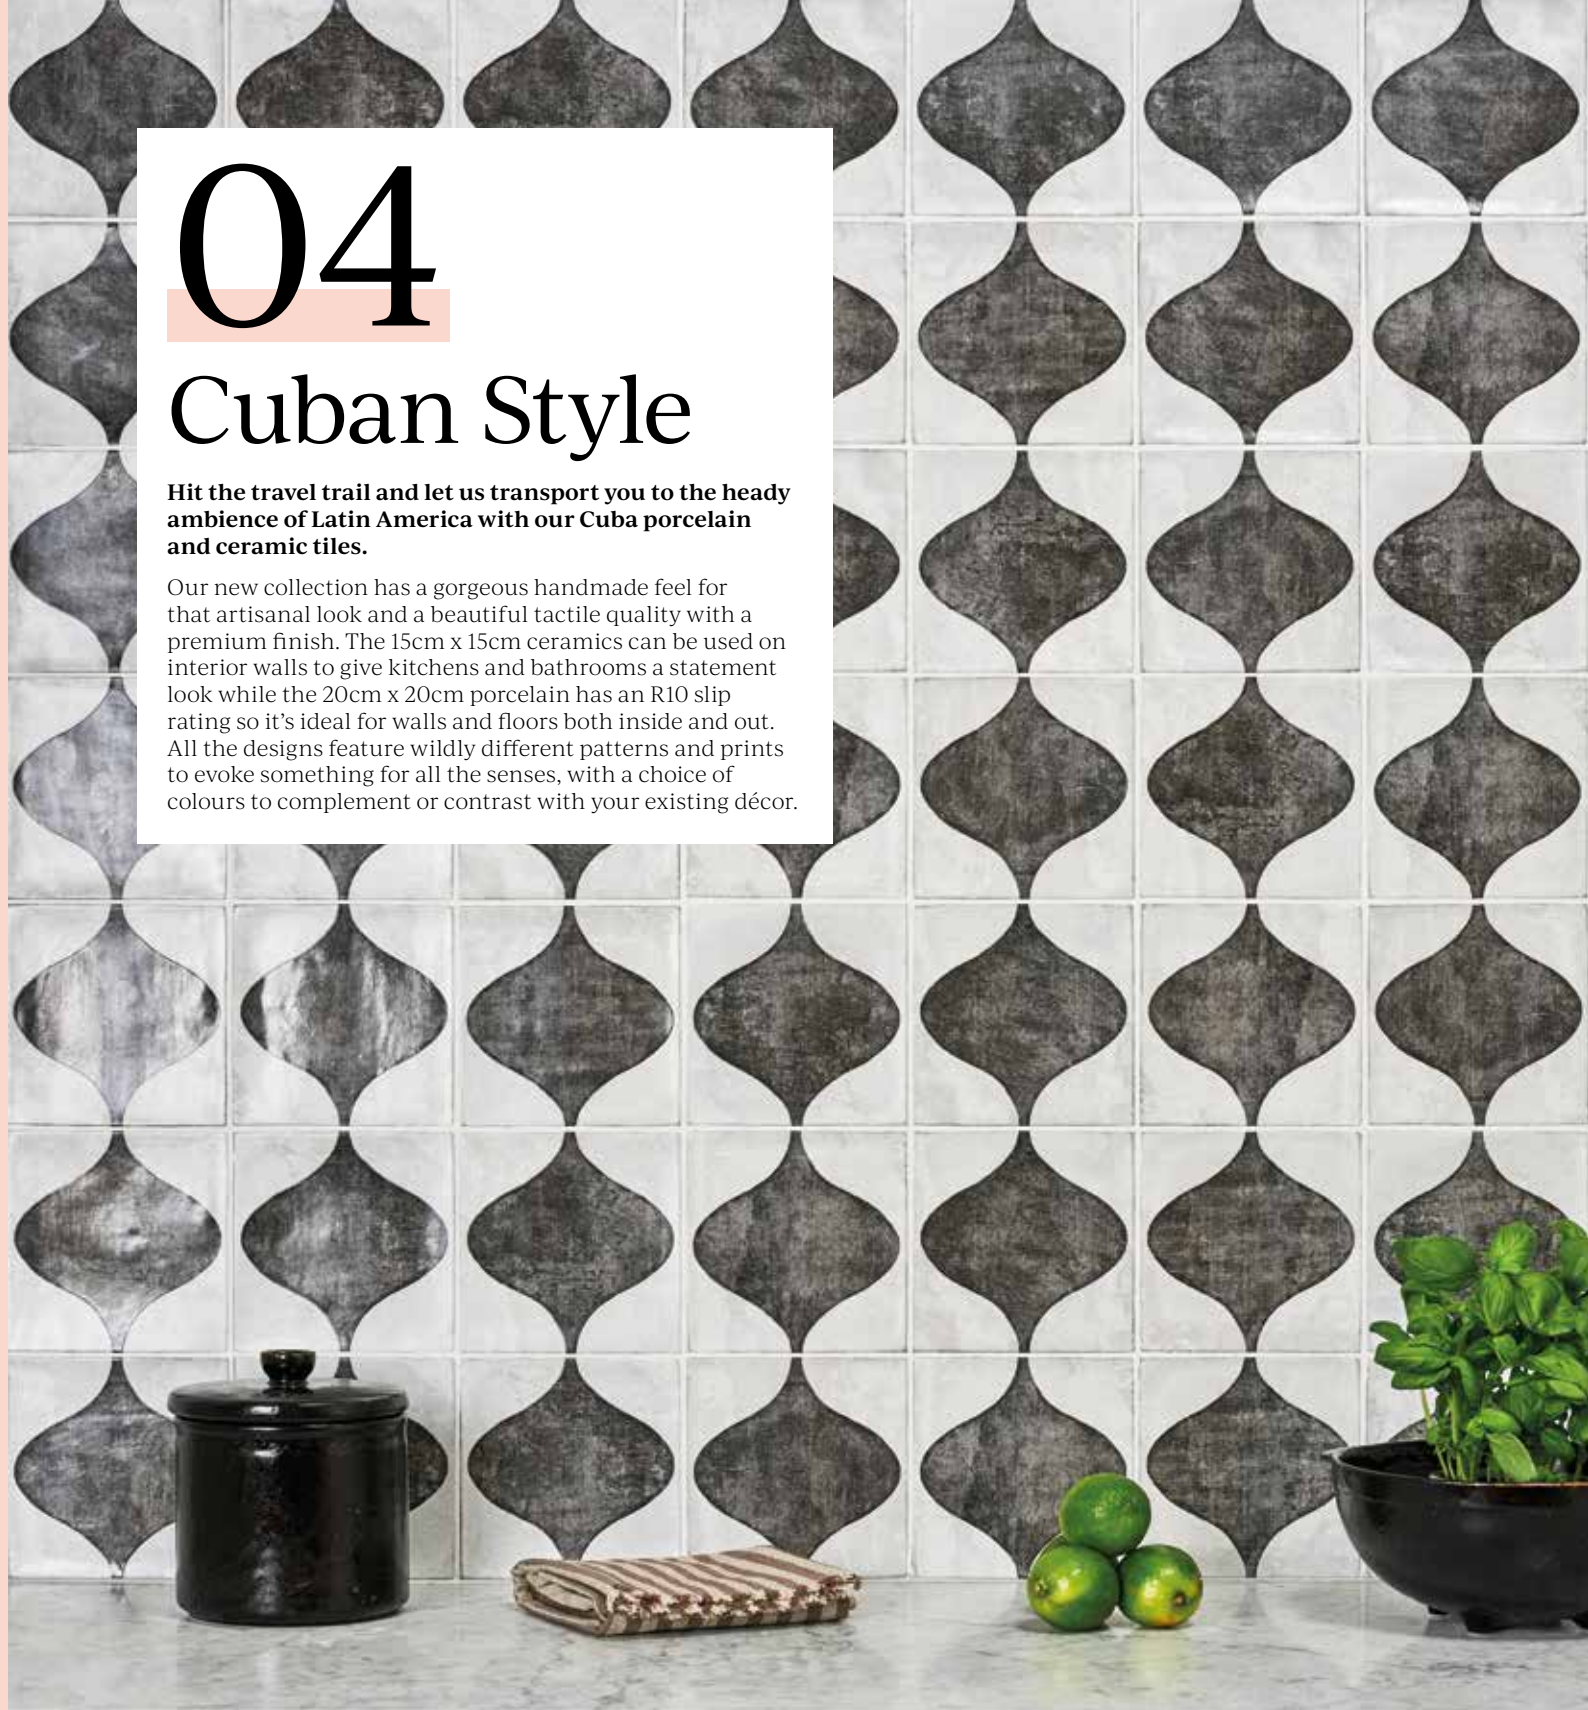 04
Cuban Style
Hit the travel trail and let us transport you to the heady
ambience of Latin America with our Cuba porcelain
and ceramic tiles.
Our new collection has a gorgeous handmade feel for
that artisanal look and a beautiful tactile quality with a
premium finish. The 15cm x 15cm ceramics can be used on
interior walls to give kitchens and bathrooms a statement
look while the 20cm x 20cm porcelain has an R10 slip
rating so it’s ideal for walls and floors both inside and out.
All the designs feature wildly different patterns and prints
to evoke something for all the senses, with a choice of
colours to complement or contrast with your existing décor.